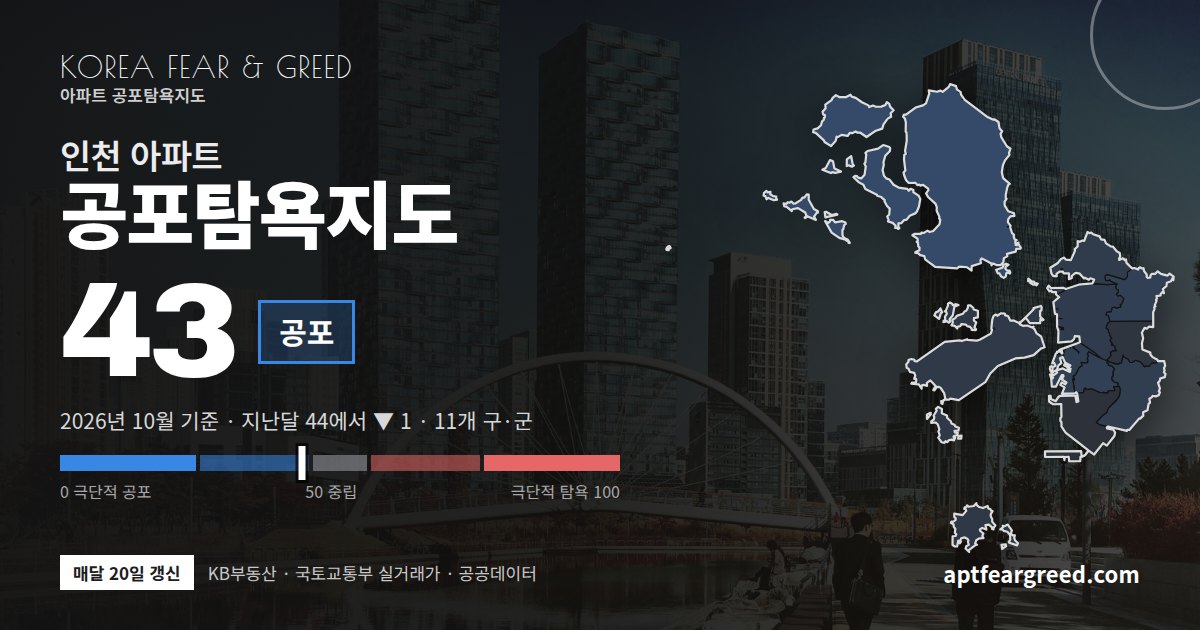 KOREA FEAR & GREED
아파트 공포탐욕지도
인천 아파트
공포탐욕지도
43 공포
2026년 10월 기준 · 지난달 44에서 ▼ 1 · 11개 구·군
0 극단적 공포 50 중립 극단적 탐욕 100
매달 20일 갱신 KB부동산 · 국토교통부 실거래가 · 공공데이터
aptfeargreed.com